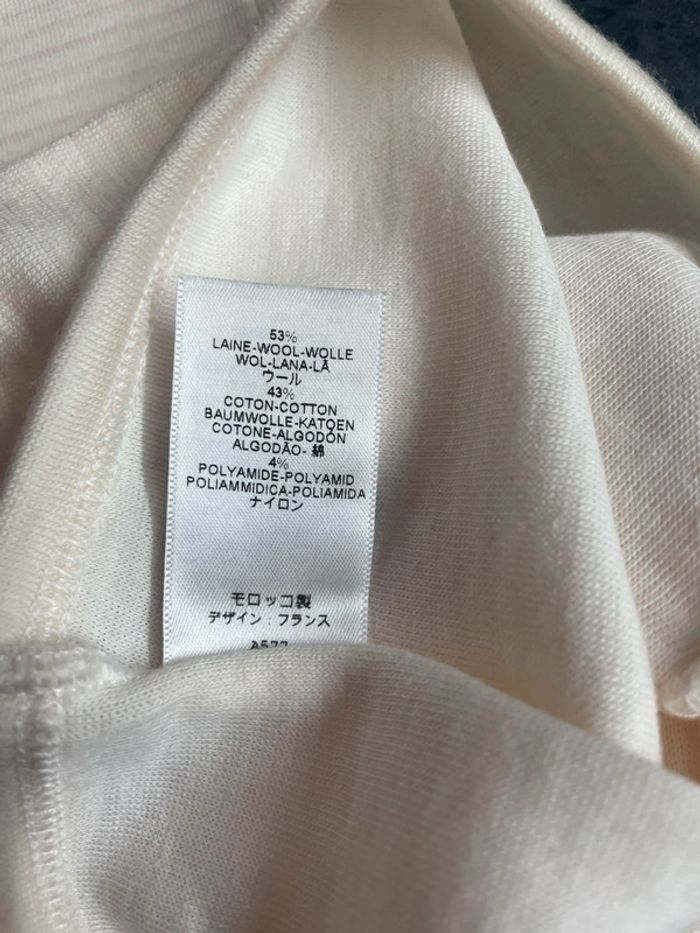 53%
LAINE-WOOL-WOLLE
WOL-LANA-LÃ
ウール
43%
COTON-COTTON
BAUMWOLLE-KATOEN
COTONE-ALGODÓN
ALGODÃO- 綿
4%
POLYAMIDE-POLYAMID
POLIAMMIDICA-POLIAMIDA
ナイロン
モロッコ製
デザイン：フランス